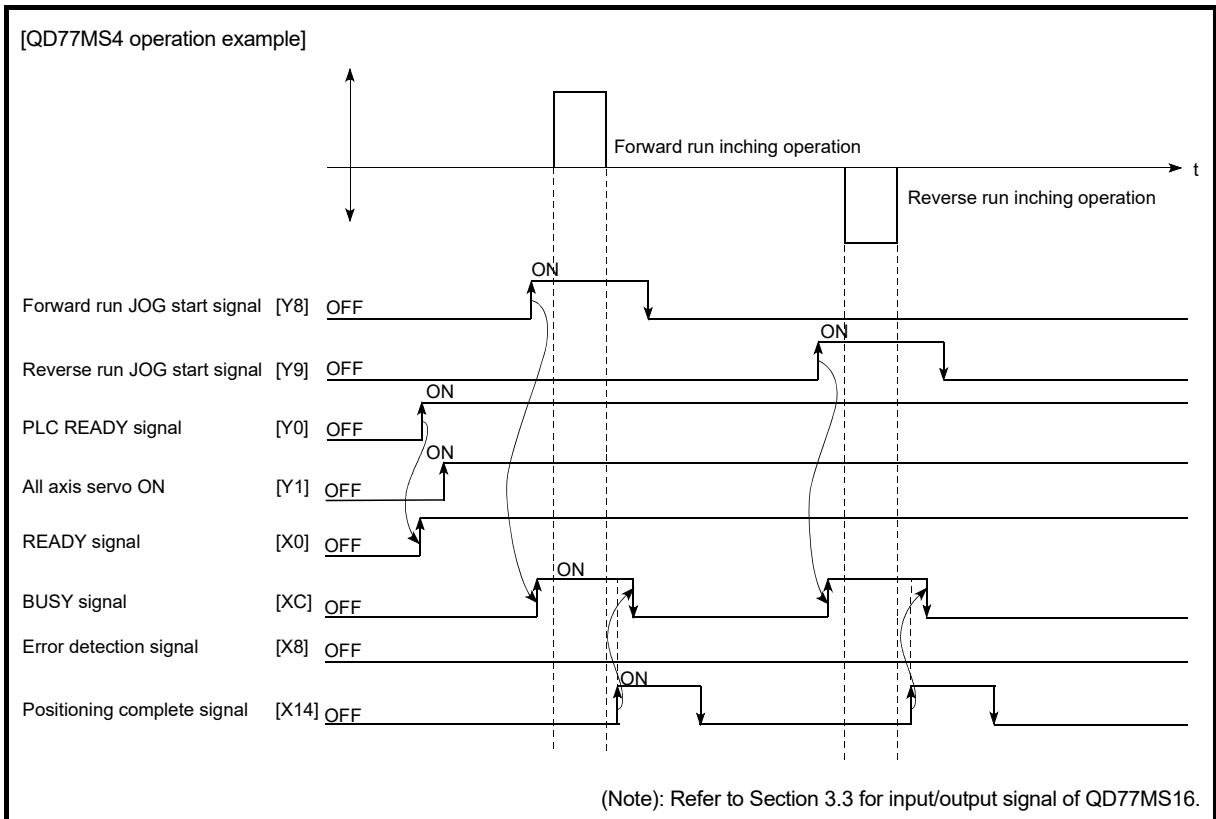 [QD77MS4 operation example]
Forward run inching operation
t
Reverse run inching operation
ON
Forward run JOG start signal [Y8] OFF
ON
Reverse run JOG start signal [Y9] OFF
ON
PLC READY signal [Y0] OFF
ON
All axis servo ON [Y1] OFF
READY signal [X0] OFF
ON
BUSY signal [XC] OFF
Error detection signal [X8] OFF
ON
Positioning complete signal [X14] OFF
(Note): Refer to Section 3.3 for input/output signal of QD77MS16.